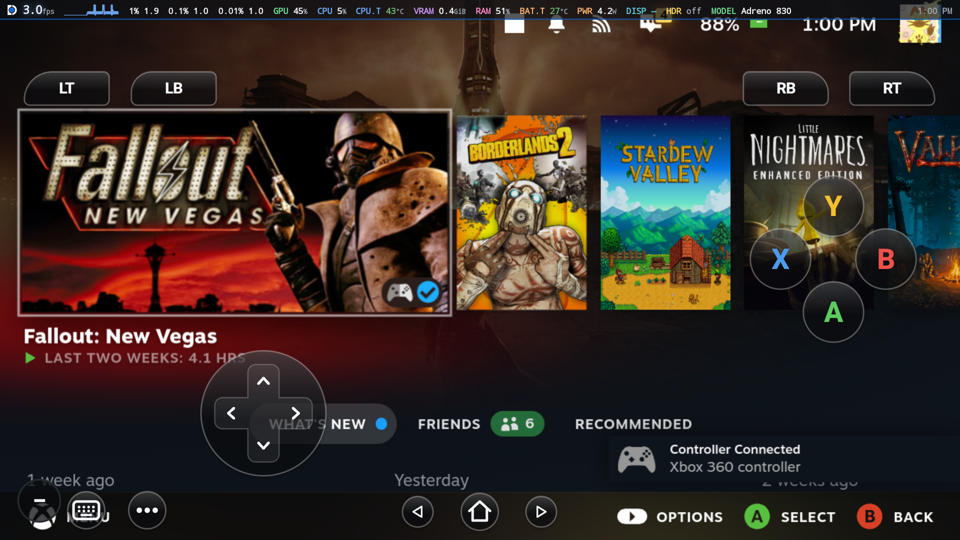 D 3.0fps 1% 1.9 0.1% 1.0 0.01% 1.0 GPU 45% CPU 5% CPU.T 43°C VRAM 0.4GiB RAM 51% BAT.T 27°C PWR 4.2W DISP — HDR off MODEL Adreno 830 1:00 PM
88% 1:00 PM
LT LB RB RT
Fallout
NEW VEGAS
BORDERLANDS 2
STARDEW
VALLEY
LITTLE
NIGHTMARES
ENHANCED EDITION
Y
X B
A
Fallout: New Vegas
LAST TWO WEEKS: 4.1 HRS
WHAT'S NEW FRIENDS 6 RECOMMENDED
Controller Connected
Xbox 360 controller
1 week ago Yesterday 2 weeks ago
MENU OPTIONS A SELECT B BACK